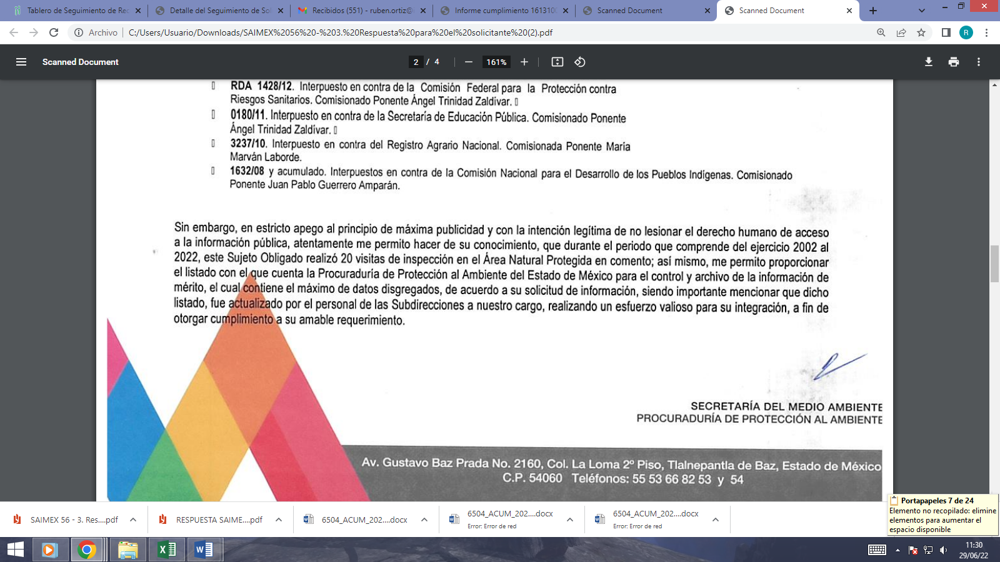 Tablero de Seguimiento de Rec
Detalle del Seguimiento de Sol
Recibidos (551) - ruben.ortiz@i
Informe cumplimiento 1613100
Scanned Document
Scanned Document
Archivo
C:/Users/Usuario/Downloads/SAIMEX%2056%20-%203.%20Respuesta%20para%20el%20solicitante%20(2).pdf
R
Scanned Document
2 / 4
161%
RDA 1428/12. Interpuesto en contra de la Comisión Federal para la Protección contra
Riesgos Sanitarios. Comisionado Ponente Ángel Trinidad Zaldívar.
0180/11. Interpuesto en contra de la Secretaría de Educación Pública. Comisionado Ponente
Ángel Trinidad Zaldívar.
3237/10. Interpuesto en contra del Registro Agrario Nacional. Comisionada Ponente María
Marván Laborde.
1632/08 y acumulado. Interpuestos en contra de la Comisión Nacional para el Desarrollo de los Pueblos Indígenas. Comisionado
Ponente Juan Pablo Guerrero Amparán.
Sin embargo, en estricto apego al principio de máxima publicidad y con la intención legítima de no lesionar el derecho humano de acceso
a la información pública, atentamente me permito hacer de su conocimiento, que durante el periodo que comprende del ejercicio 2002 al
2022, este Sujeto Obligado realizó 20 visitas de inspección en el Área Natural Protegida en comento; así mismo, me permito proporcionar
el listado con el que cuenta la Procuraduría de Protección al Ambiente del Estado de México para el control y archivo de la información de
mérito, el cual contiene el máximo de datos disgregados, de acuerdo a su solicitud de información, siendo importante mencionar que dicho
listado, fue actualizado por el personal de las Subdirecciones a nuestro cargo, realizando un esfuerzo valioso para su integración, a fin de
otorgar cumplimiento a su amable requerimiento.
SECRETARÍA DEL MEDIO AMBIENTE
PROCURADURÍA DE PROTECCIÓN AL AMBIENTE
Av. Gustavo Baz Prada No. 2160, Col. La Loma 2º Piso, Tlalnepantla de Baz, Estado de México
C.P. 54060 Teléfonos: 55 53 66 82 53 y 54
Portapapeles 7 de 24
Elemento no recopilado: elimine
elementos para aumentar el
espacio disponible
SAIMEX 56 - 3. Res....pdf
RESPUESTA SAIME....pdf
6504_ACUM_202....docx
6504_ACUM_202....docx
Error: Error de red
6504_ACUM_202....docx
Error: Error de red
11:30
29/06/22